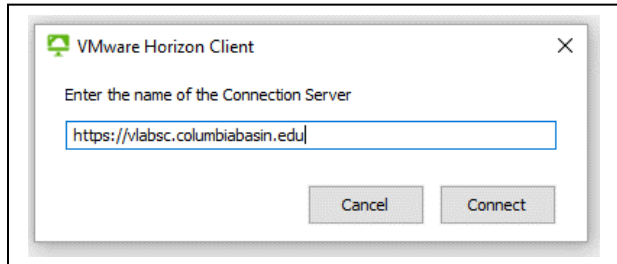 VMware Horizon Client
Enter the name of the Connection Server
https://vlabsc.columbiabasin.edu
Cancel Connect